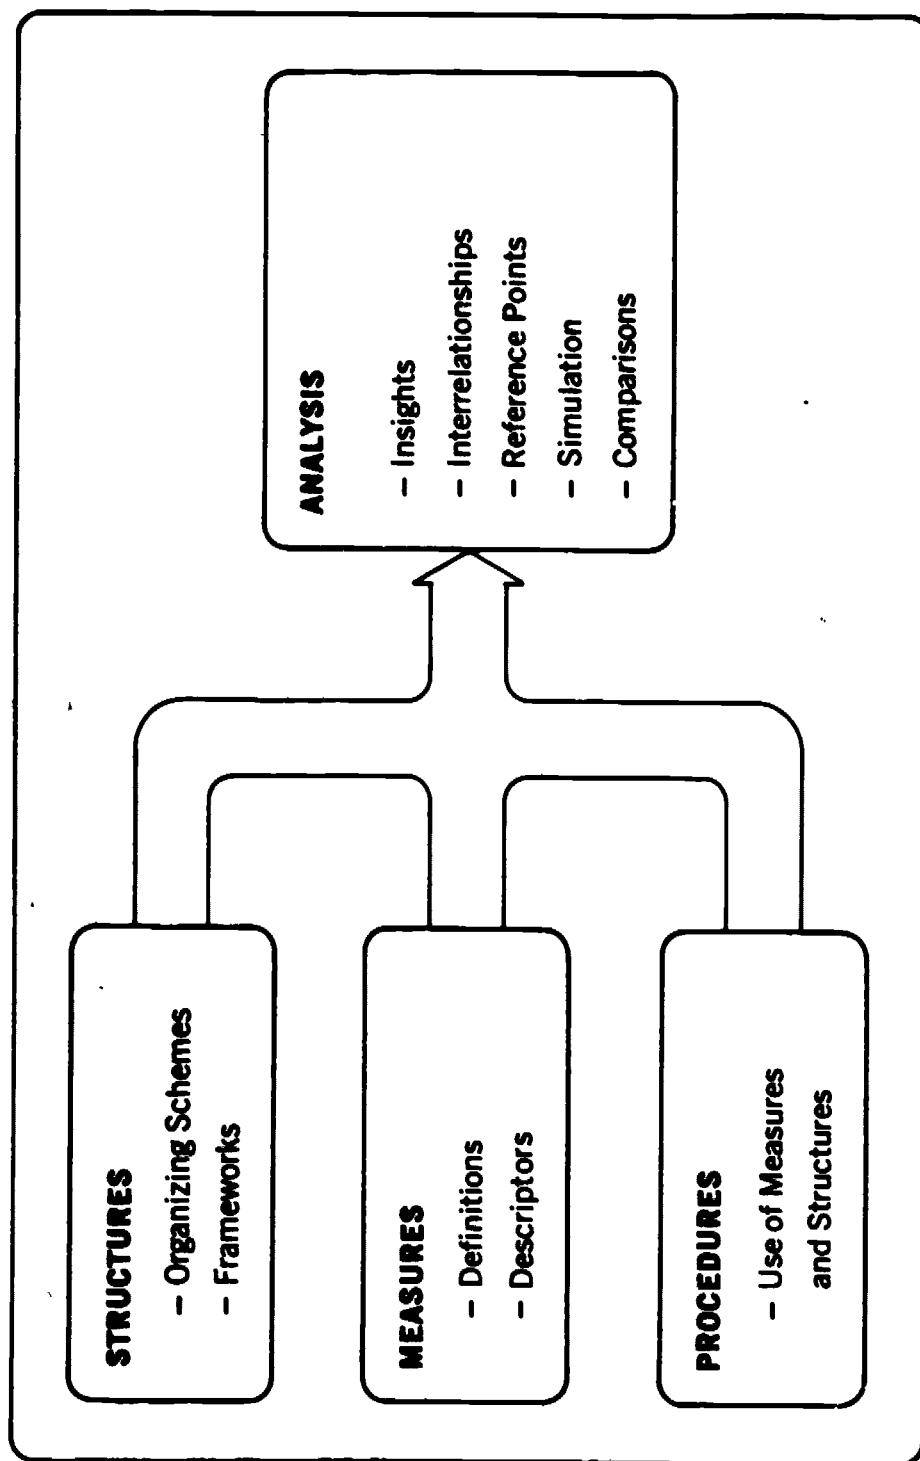 STRUCTURES
– Organizing Schemes
– Frameworks
MEASURES
– Definitions
– Descriptors
PROCEDURES
– Use of Measures
and Structures
ANALYSIS
– Insights
– Interrelationships
– Reference Points
– Simulation
– Comparisons